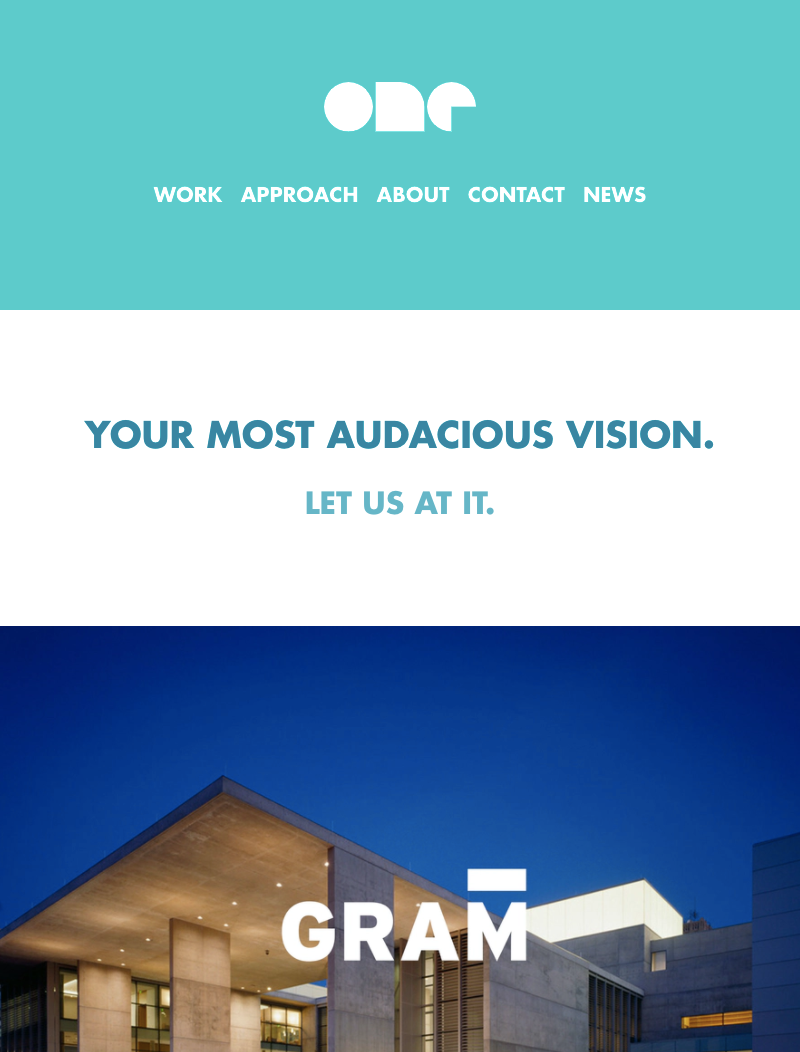 one
WORK APPROACH ABOUT CONTACT NEWS
YOUR MOST AUDACIOUS VISION.
LET US AT IT.
GRAM